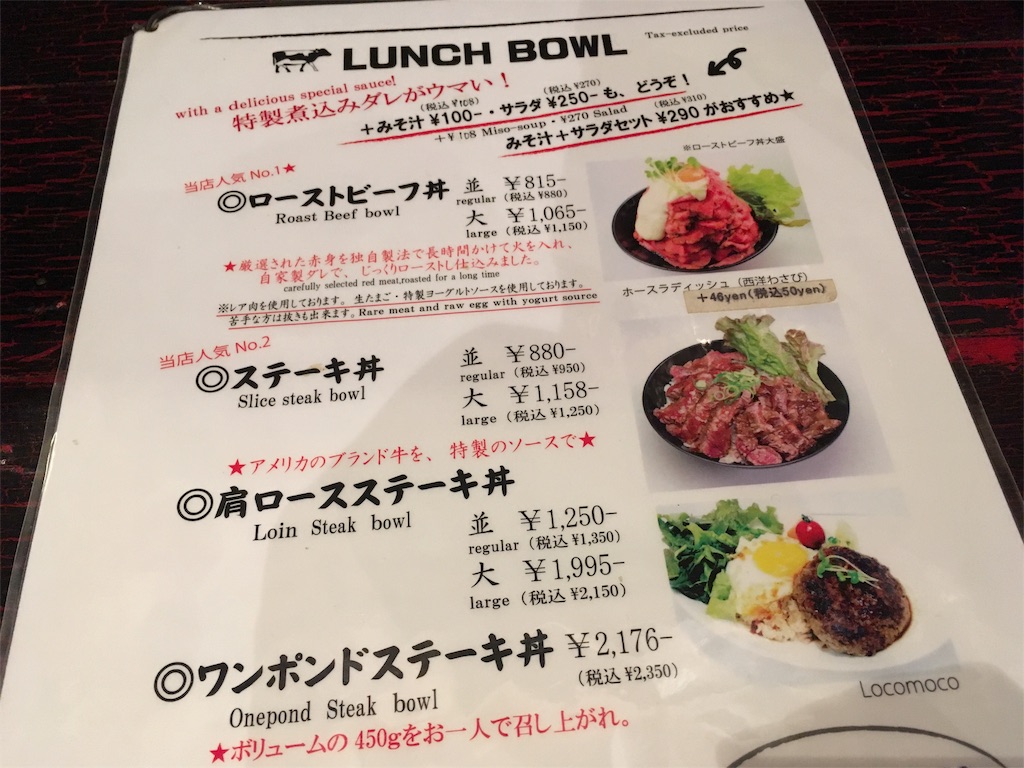 LUNCH BOWL
Tax-excluded price
with a delicious special sauce!
特製煮込みダレがウマい!
(税込¥108) (税込¥270)
+みそ汁¥100-・サラダ¥250-も、どうぞ!
+¥108 Miso-soup・¥270 Salad (税込¥310)
みそ汁+サラダセット¥290がおすすめ★
当店人気 No.1★
◎ローストビーフ丼 並 ¥815-
Roast Beef bowl regular (税込¥880)
大 ¥1,065-
large (税込¥1,150)
※ローストビーフ丼大盛
★厳選された赤身を独自製法で長時間かけて火を入れ、
自家製ダレで、じっくりローストし仕込みました。
carefully selected red meat,roasted for a long time
※レア肉を使用しております。生たまご・特製ヨーグルトソースを使用しております。
苦手な方は抜きも出来ます。Rare meat and raw egg with yogurt source
ホースラディッシュ(西洋わさび)
+46yen(税込50yen)
当店人気 No.2
◎ステーキ丼 並 ¥880-
Slice steak bowl regular (税込¥950)
大 ¥1,158-
large (税込¥1,250)
★アメリカのブランド牛を、特製のソースで★
◎肩ロースステーキ丼
Loin Steak bowl
並 ¥1,250-
regular (税込¥1,350)
大 ¥1,995-
large (税込¥2,150)
◎ワンポンドステーキ丼 ¥2,176-
Onepond Steak bowl (税込¥2,350)
★ボリュームの450gをお一人で召し上がれ。
Locomoco